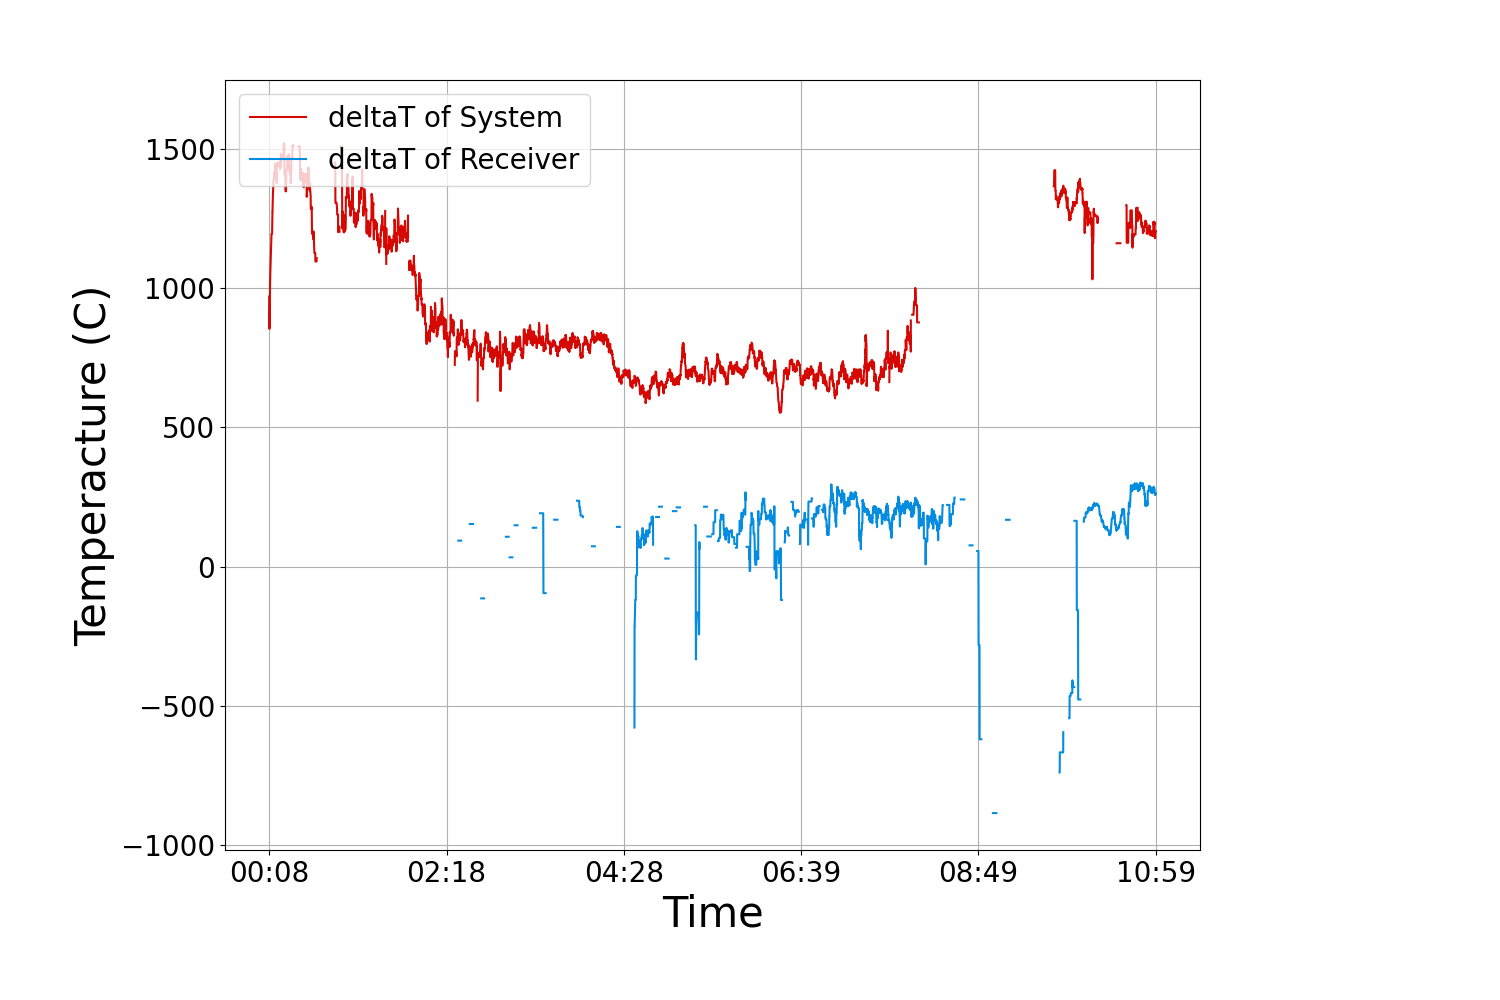 deltaT of System
deltaT of Receiver
1500
1000
500
0
−500
−1000
Temperacture (C)
00:08 02:18 04:28 06:39 08:49 10:59
Time